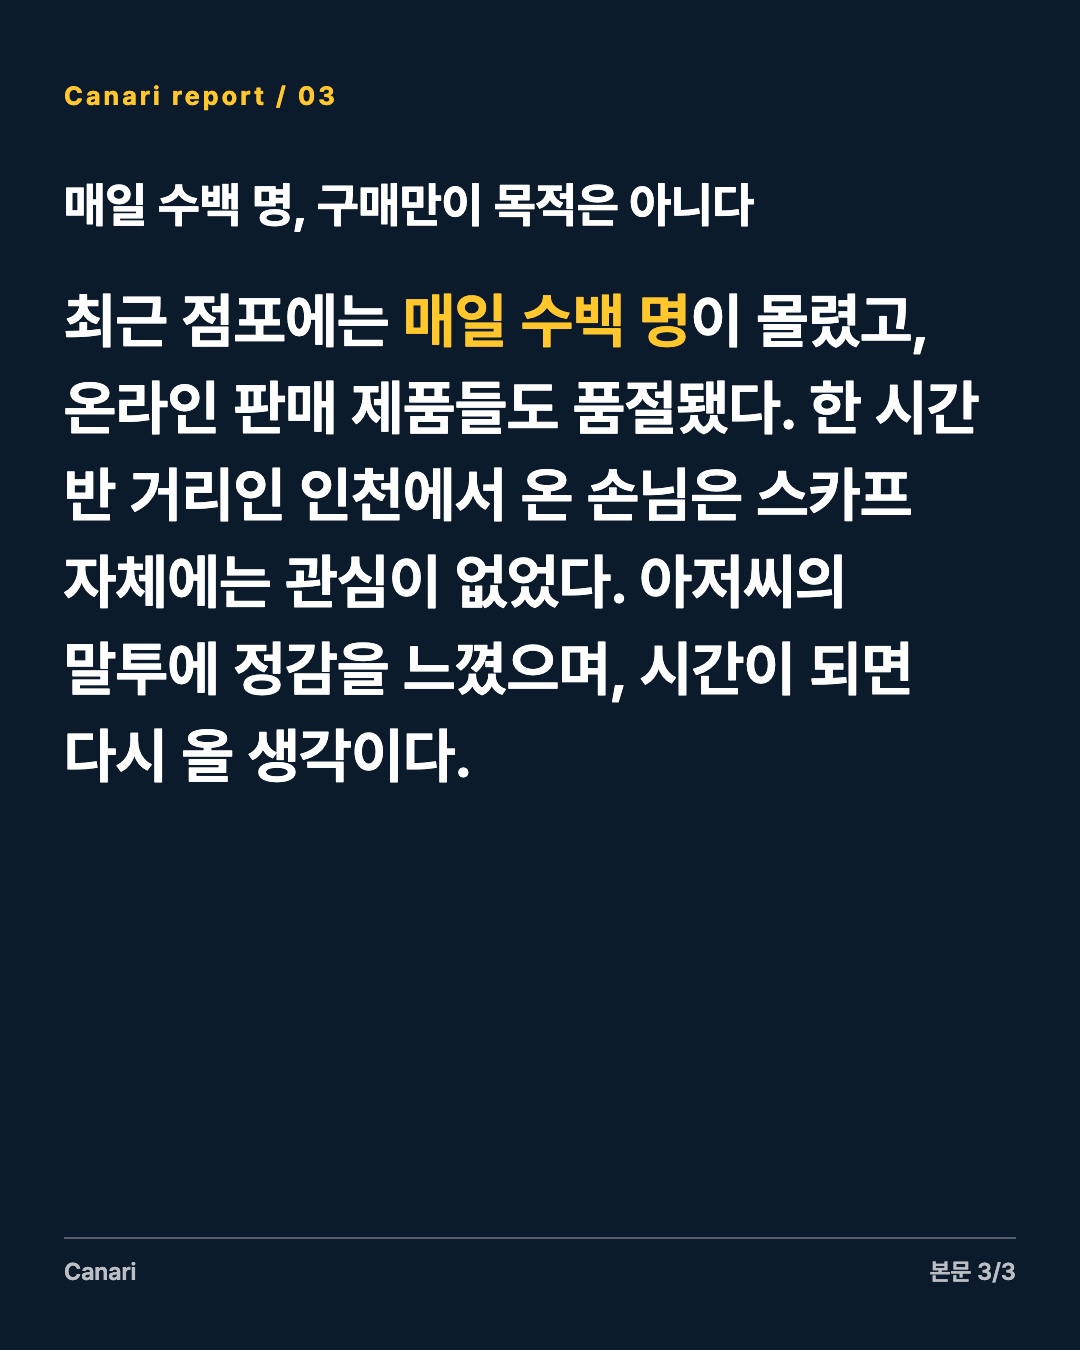 Canari report / 03
매일 수백 명, 구매만이 목적은 아니다
최근 점포에는 매일 수백 명이 몰렸고,
온라인 판매 제품들도 품절됐다. 한 시간
반 거리인 인천에서 온 손님은 스카프
자체에는 관심이 없었다. 아저씨의
말투에 정감을 느꼈으며, 시간이 되면
다시 올 생각이다.
Canari
본문 3/3